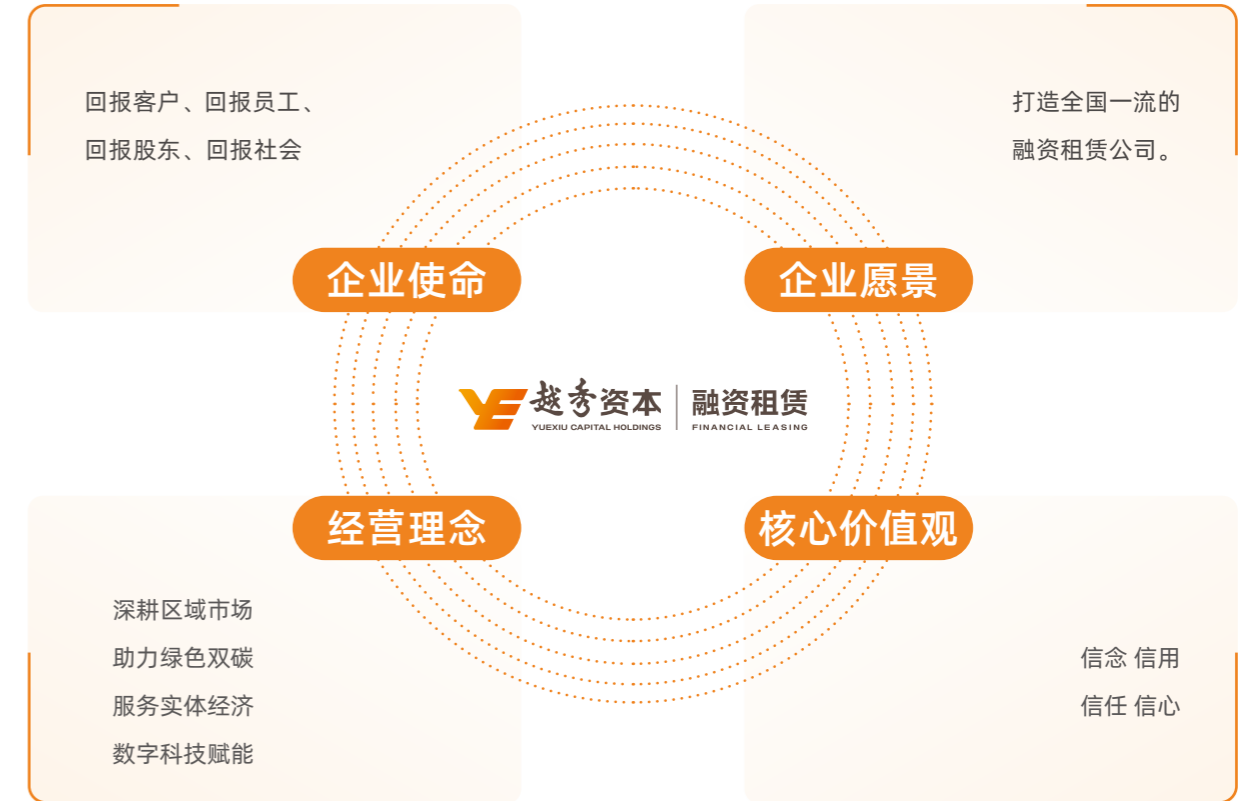 回报客户、回报员工、
回报股东、回报社会
企业使命
打造全国一流的
融资租赁公司。
企业愿景
越秀资本 融资租赁
YUEXIU CAPITAL HOLDINGS FINANCIAL LEASING
经营理念
深耕区域市场
助力绿色双碳
服务实体经济
数字科技赋能
核心价值观
信念 信用
信任 信心